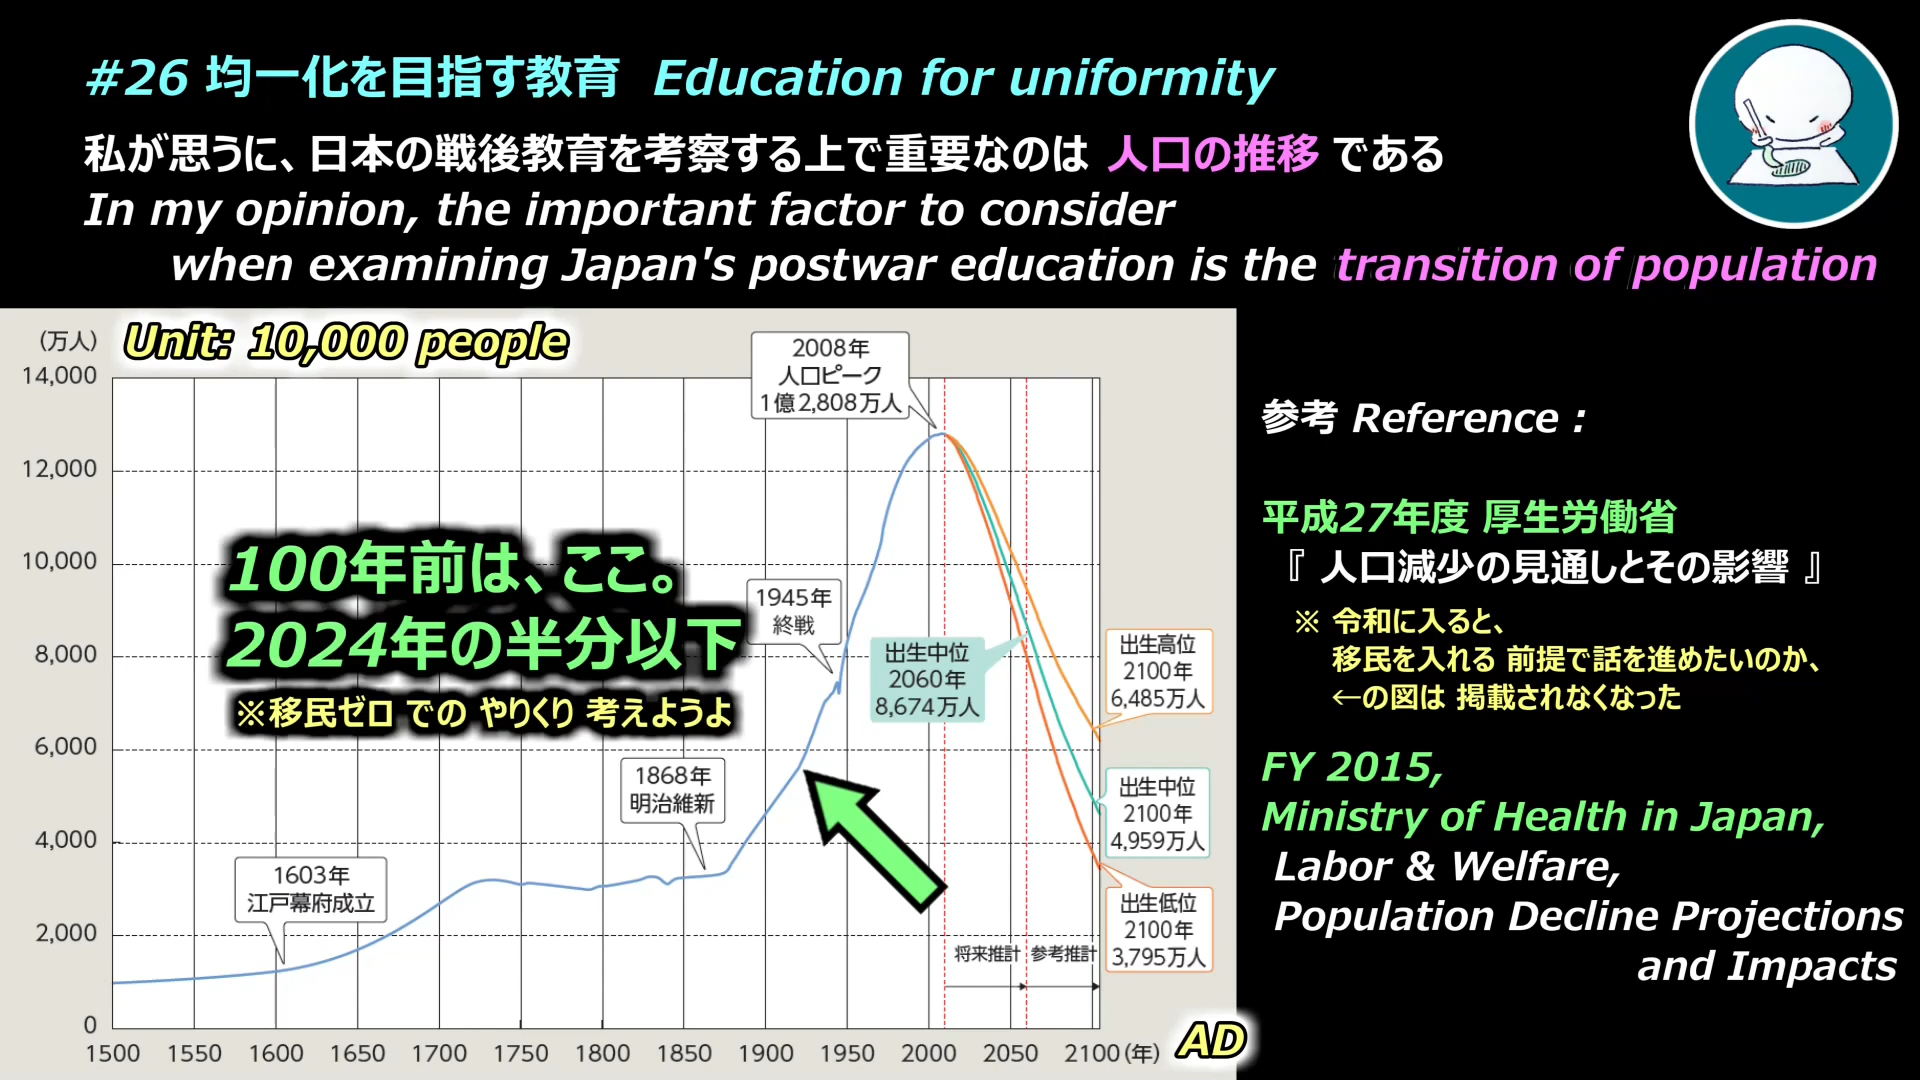 #26 均一化を目指す教育 Education for uniformity
私が思うに、日本の戦後教育を考察する上で重要なのは 人口の推移 である
In my opinion, the important factor to consider
when examining Japan's postwar education is the transition of population
(万人)
Unit: 10,000 people
14,000
12,000
10,000
8,000
6,000
4,000
2,000
0
2008年
人口ピーク
1億2,808万人
100年前は、ここ。
2024年の半分以下
※移民ゼロ での やりくり 考えようよ
1945年
終戦
出生中位
2060年
8,674万人
1868年
明治維新
1603年
江戸幕府成立
出生高位
2100年
6,485万人
出生中位
2100年
4,959万人
出生低位
2100年
3,795万人
将来推計
参考推計
1500 1550 1600 1650 1700 1750 1800 1850 1900 1950 2000 2050 2100(年)
AD
参考 Reference :
平成27年度 厚生労働省
『 人口減少の見通しとその影響 』
※ 令和に入ると、
移民を入れる 前提で話を進めたいのか、
←の図は 掲載されなくなった
FY 2015,
Ministry of Health in Japan,
Labor & Welfare,
Population Decline Projections
and Impacts